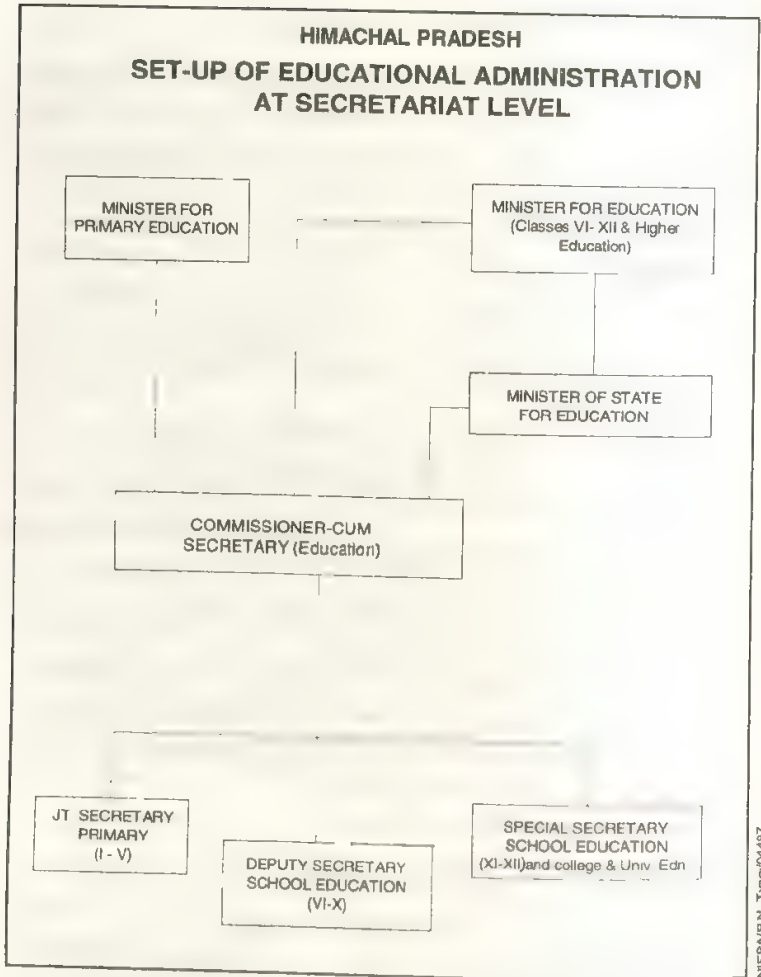 HIMACHAL PRADESH
SET-UP OF EDUCATIONAL ADMINISTRATION
AT SECRETARIAT LEVEL
MINISTER FOR
PRIMARY EDUCATION
MINISTER FOR EDUCATION
(Classes VI- XII & Higher
Education)
MINISTER OF STATE
FOR EDUCATION
COMMISSIONER-CUM
SECRETARY (Education)
JT SECRETARY
PRIMARY
(I - V)
DEPUTY SECRETARY
SCHOOL EDUCATION
(VI-X)
SPECIAL SECRETARY
SCHOOL EDUCATION
(XI-XII)and college & Univ Edn